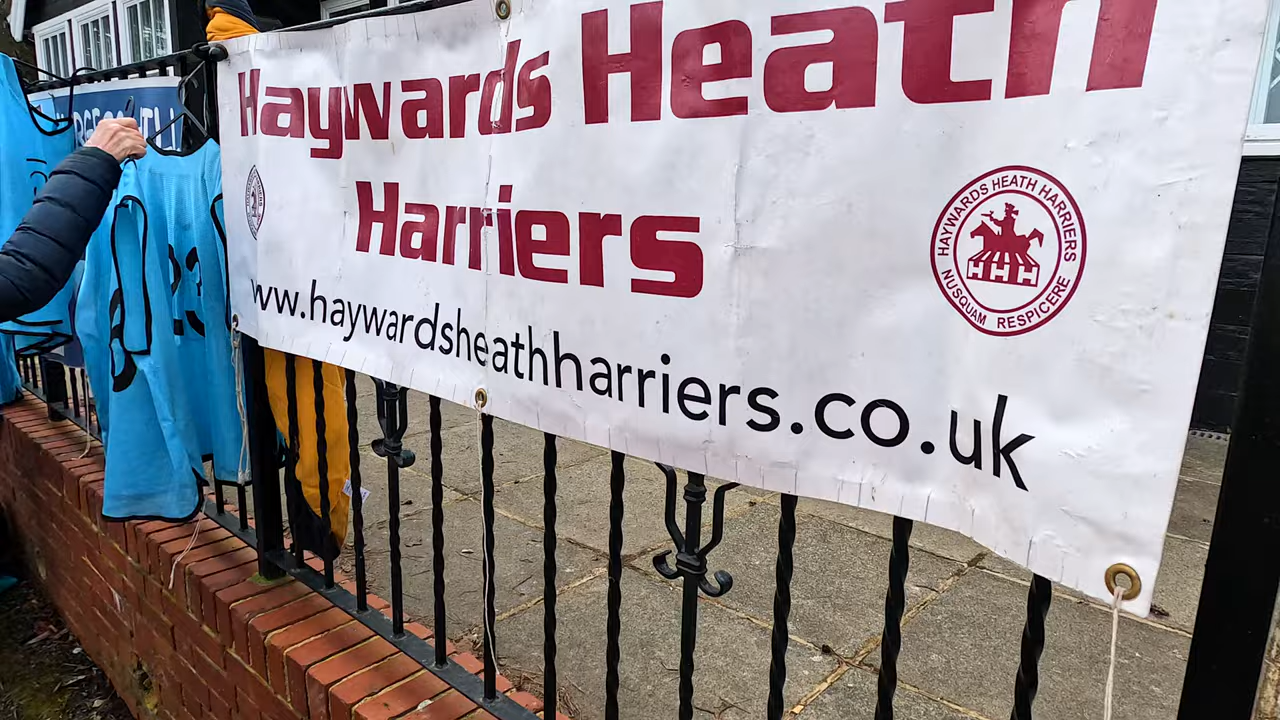 Haywards Heath
Harriers
www.haywardsheathharriers.co.uk
HAYWARDS HEATH HARRIERS
HHH
NUSQUAM RESPICERE